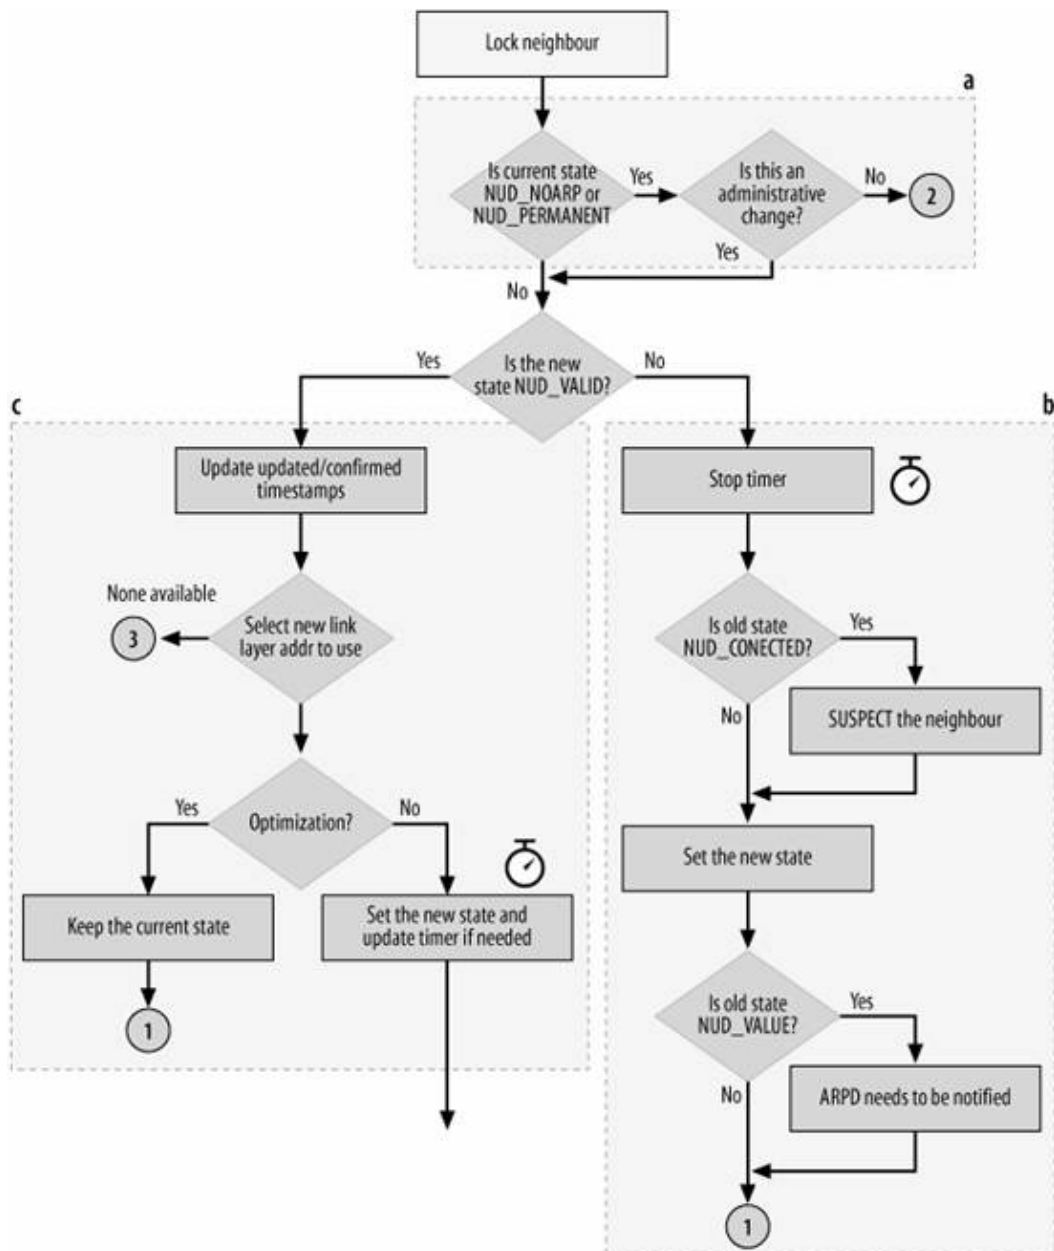 Lock neighbour
a
Is current state
NUD_NOARP or
NUD_PERMANENT
Yes
Is this an
administrative
change?
No
2
Yes
No
Is the new
state NUD_VALID?
Yes
No
c
b
Update updated/confirmed
timestamps
Stop timer
None available
3
Select new link
layer addr to use
Is old state
NUD_CONECTED?
Yes
No
SUSPECT the neighbour
Optimization?
Yes
No
Set the new state
Keep the current state
Set the new state and
update timer if needed
1
Is old state
NUD_VALUE?
Yes
No
ARPD needs to be notified
1